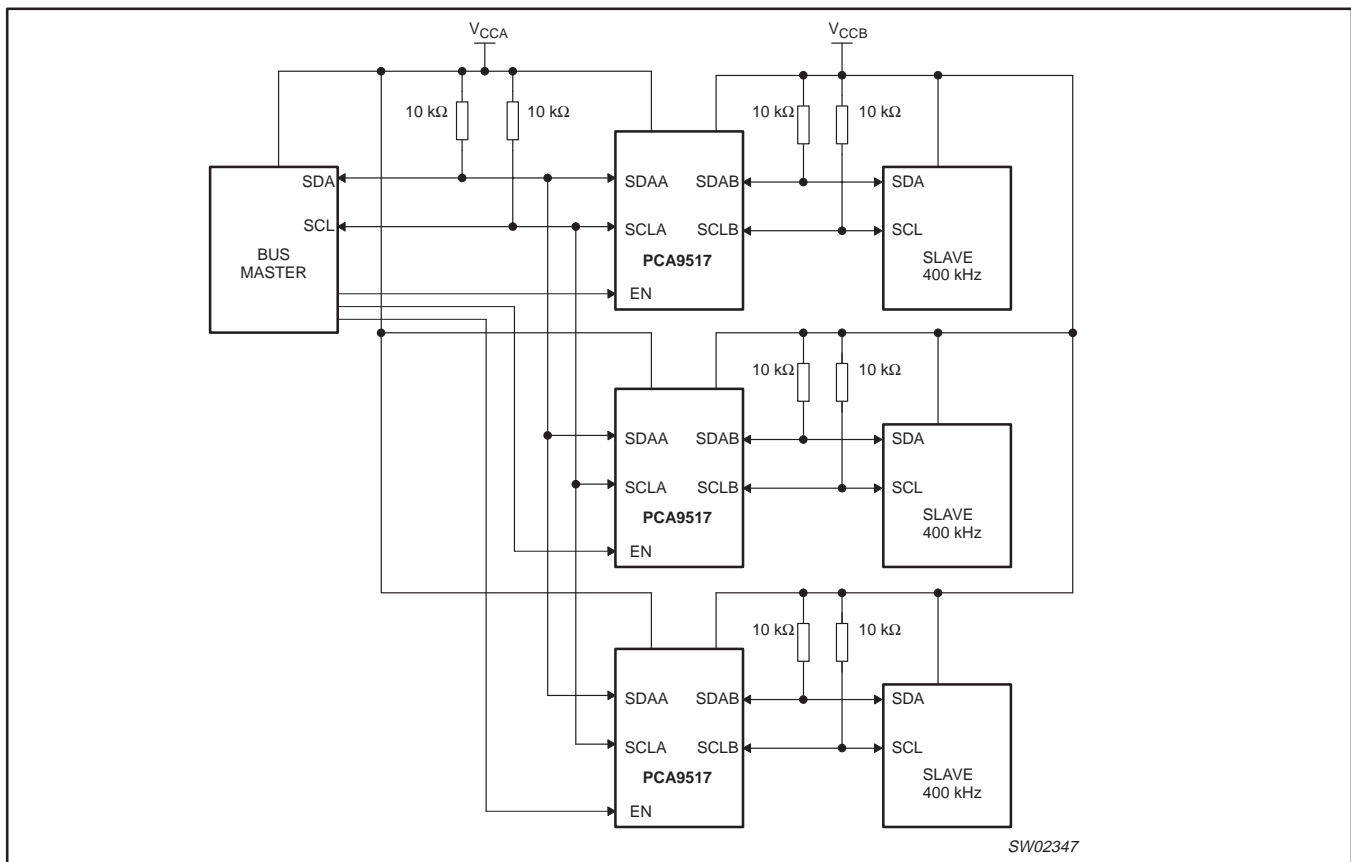 VCCA
VCCB
10 kΩ
10 kΩ
10 kΩ
10 kΩ
SDA
SCL
BUS
MASTER
SDAA
SDAB
SCLA
SCLB
PCA9517
EN
SDA
SCL
SLAVE
400 kHz
10 kΩ
10 kΩ
SDAA
SDAB
SCLA
SCLB
PCA9517
EN
SDA
SCL
SLAVE
400 kHz
10 kΩ
10 kΩ
SDAA
SDAB
SCLA
SCLB
PCA9517
EN
SDA
SCL
SLAVE
400 kHz
SW02347